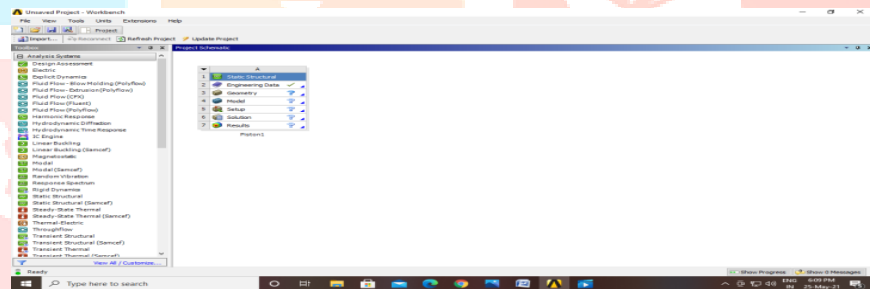 Unsaved Project - Workbench
File View Tools Units Extensions Help
Project
Import... Reconnect Refresh Project Update Project
Toolbox
Project Schematic
Analysis Systems
Design Assessment
Electric
Explicit Dynamics
Fluid Flow - Blow Molding (Polyflow)
Fluid Flow - Extrusion (Polyflow)
Fluid Flow (CFX)
Fluid Flow (Fluent)
Fluid Flow (Polyflow)
Harmonic Response
Hydrodynamic Diffraction
Hydrodynamic Time Response
IC Engine
Linear Buckling
Linear Buckling (Samcef)
Magnetostatic
Modal
Modal (Samcef)
Random Vibration
Response Spectrum
Rigid Dynamics
Static Structural
Static Structural (Samcef)
Steady-State Thermal
Steady-State Thermal (Samcef)
Thermal-Electric
Throughflow
Transient Structural
Transient Structural (Samcef)
Transient Thermal
Transient Thermal (Samcef)
View All / Customize...
A
1 Static Structural
2 Engineering Data
3 Geometry
4 Model
5 Setup
6 Solution
7 Results
Piston1
Ready
Show Progress Show 0 Messages
Type here to search
ENG 6:09 PM
IN 25-May-21